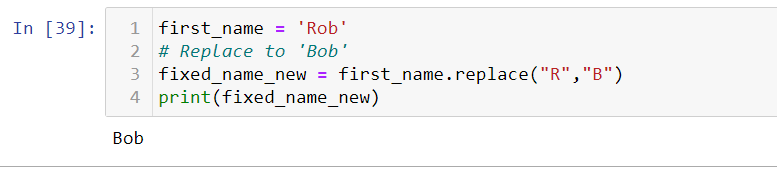 In [39]:
1 first_name = 'Rob'
2 # Replace to 'Bob'
3 fixed_name_new = first_name.replace("R","B")
4 print(fixed_name_new)
Bob